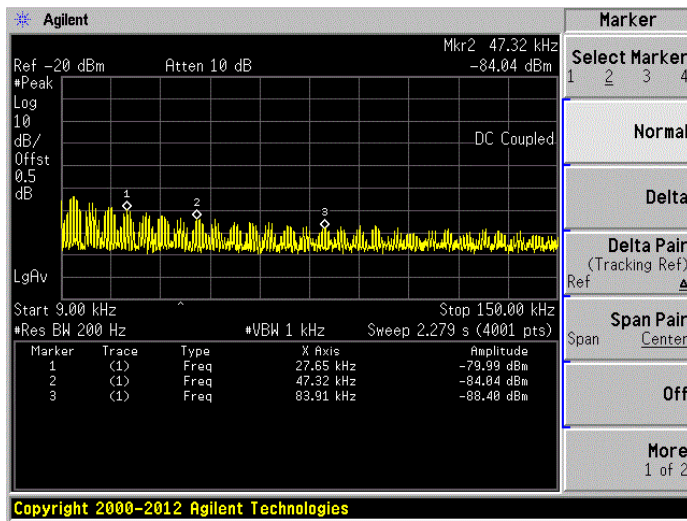 Agilent
Marker
Mkr2 47.32 kHz
Ref -20 dBm Atten 10 dB -84.04 dBm
#Peak
Log
10
dB/
Offst
0.5
dB
DC Coupled
1
2
3
LgAv
Start 9.00 kHz ^ Stop 150.00 kHz
#Res BW 200 Hz #VBW 1 kHz Sweep 2.279 s (4001 pts)
Marker Trace Type X Axis Amplitude
1 (1) Freq 27.65 kHz -79.99 dBm
2 (1) Freq 47.32 kHz -84.04 dBm
3 (1) Freq 83.91 kHz -88.40 dBm
Select Marker
1 2 3 4
Normal
Delta
Delta Pair
(Tracking Ref)
Ref Δ
Span Pair
Span Center
Off
More
1 of 2
Copyright 2000-2012 Agilent Technologies